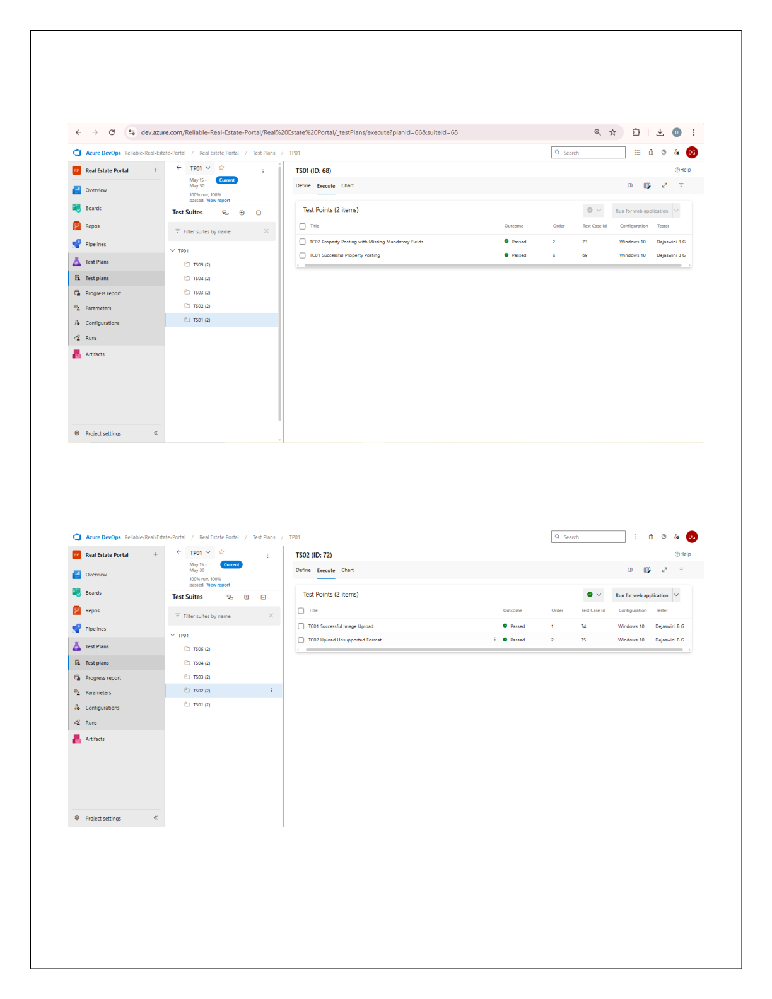 dev.azure.com/Reliable-Real-Estate-Portal/Real%20Estate%20Portal/_testPlans/execute?planId=66&suiteId=68
D
Azure DevOps Reliable-Real-Estate-Portal / Real Estate Portal / Test Plans / TP01
Search
DG
RP Real Estate Portal +
Overview
Boards
Repos
Pipelines
Test Plans
Test plans
Progress report
Parameters
Configurations
Runs
Artifacts
Project settings
TP01
May 15 - May 30
Current
100% run, 100%
passed. View report
Test Suites
Filter suites by name
TP01
TS05 (2)
TS04 (2)
TS03 (2)
TS02 (2)
TS01 (2)
TS01 (ID: 68)
Help
Define Execute Chart
Test Points (2 items)
Run for web application
Title Outcome Order Test Case Id Configuration Tester
TC02 Property Posting with Missing Mandatory Fields Passed 2 73 Windows 10 Dejaswini B G
TC01 Successful Property Posting Passed 4 69 Windows 10 Dejaswini B G
Azure DevOps Reliable-Real-Estate-Portal / Real Estate Portal / Test Plans / TP01
Search
DG
RP Real Estate Portal +
Overview
Boards
Repos
Pipelines
Test Plans
Test plans
Progress report
Parameters
Configurations
Runs
Artifacts
Project settings
TP01
May 15 - May 30
Current
100% run, 100%
passed. View report
Test Suites
Filter suites by name
TP01
TS05 (2)
TS04 (2)
TS03 (2)
TS02 (2)
TS01 (2)
TS02 (ID: 72)
Help
Define Execute Chart
Test Points (2 items)
Run for web application
Title Outcome Order Test Case Id Configuration Tester
TC01 Successful Image Upload Passed 1 74 Windows 10 Dejaswini B G
TC02 Upload Unsupported Format Passed 2 75 Windows 10 Dejaswini B G